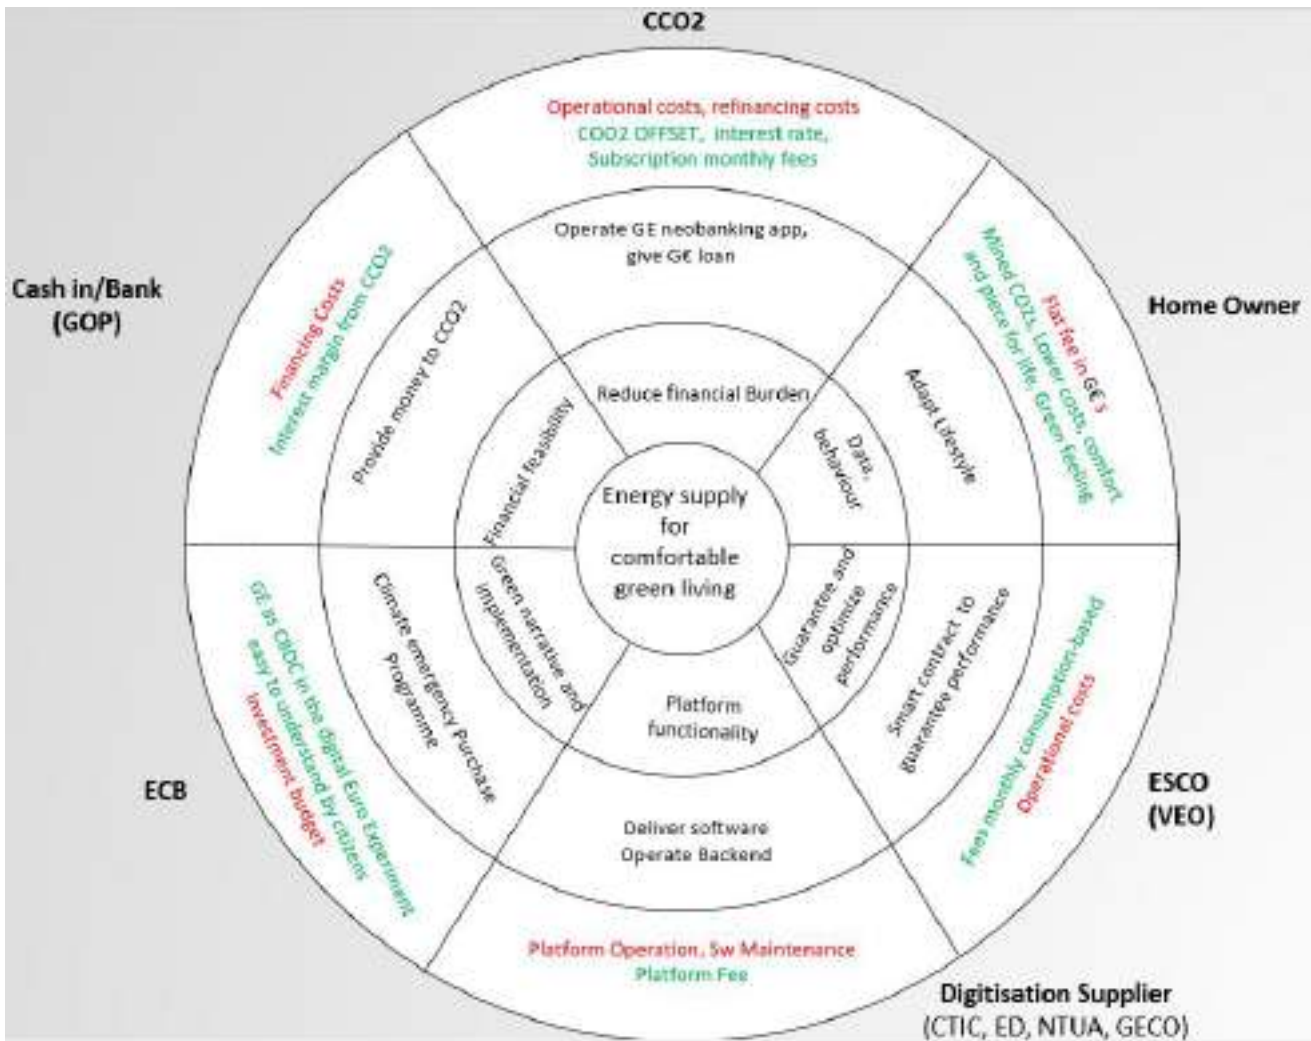 CCO2
Operational costs, refinancing costs
COO2 OFFSET, interest rate,
Subscription monthly fees
Operate GE neobanking app,
give G€ loan
Reduce financial Burden
Cash in/Bank
(GOP)
Financing Costs
Interest margin from CCO2
Provide money to CCO2
Financial feasibility
Home Owner
Flat fee in G€ s
Mined COZs, Lower costs, comfort
and piece for life, Green feeling
Adapt Lifestyle
Data,
behaviour
Energy supply
for
comfortable
green living
ECB
GE as CBDC in the digital Euro Experiment
easy to understand by citizens
Investment budget
Climate emergency Purchase
Programme
Green narrative and
implementation
Guarantee and
optimize
performance
Smart contract to
guarantee performance
Fees monthly consumption-based
Operational costs
ESCO
(VEO)
Platform
functionality
Deliver software
Operate Backend
Platform Operation, Sw Maintenance
Platform Fee
Digitisation Supplier
(CTIC, ED, NTUA, GECO)